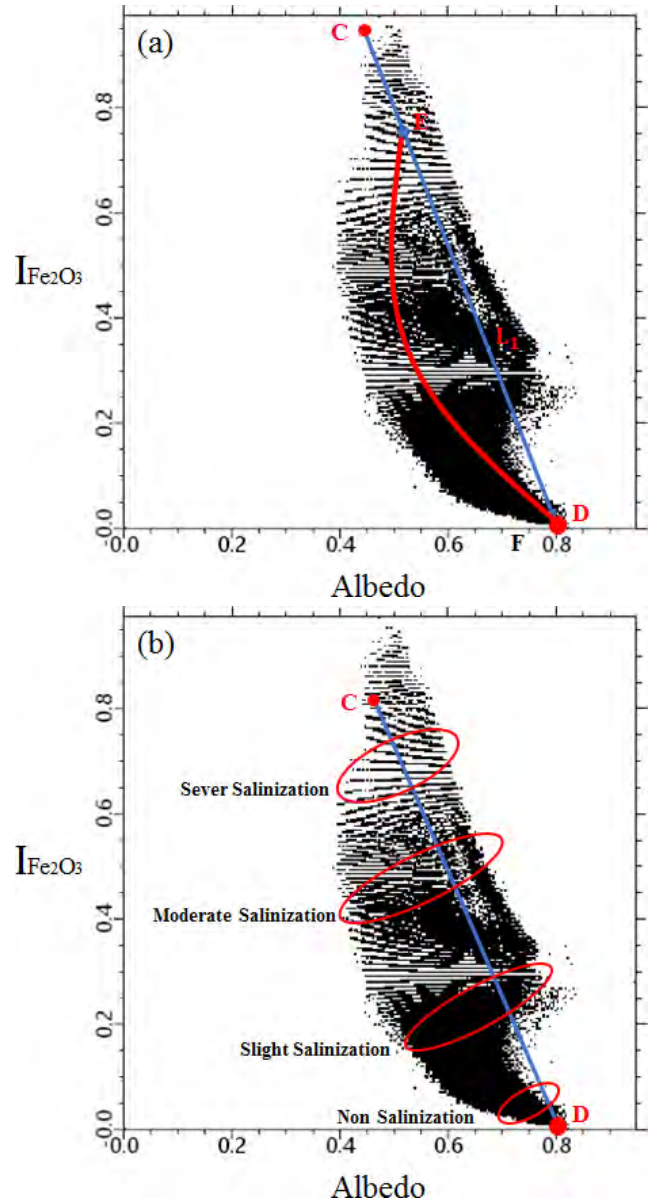 (a)
C
E
0.8
0.6
I Fe2O3
0.4
L1
0.2
D
-0.0
F
-0.0
0.2
0.4
0.6
0.8
Albedo
(b)
C
0.8
Sever Salinization
0.6
I Fe2O3
Moderate Salinization
0.4
0.2
Slight Salinization
Non Salinization
D
-0.0
-0.0
0.2
0.4
0.6
0.8
Albedo